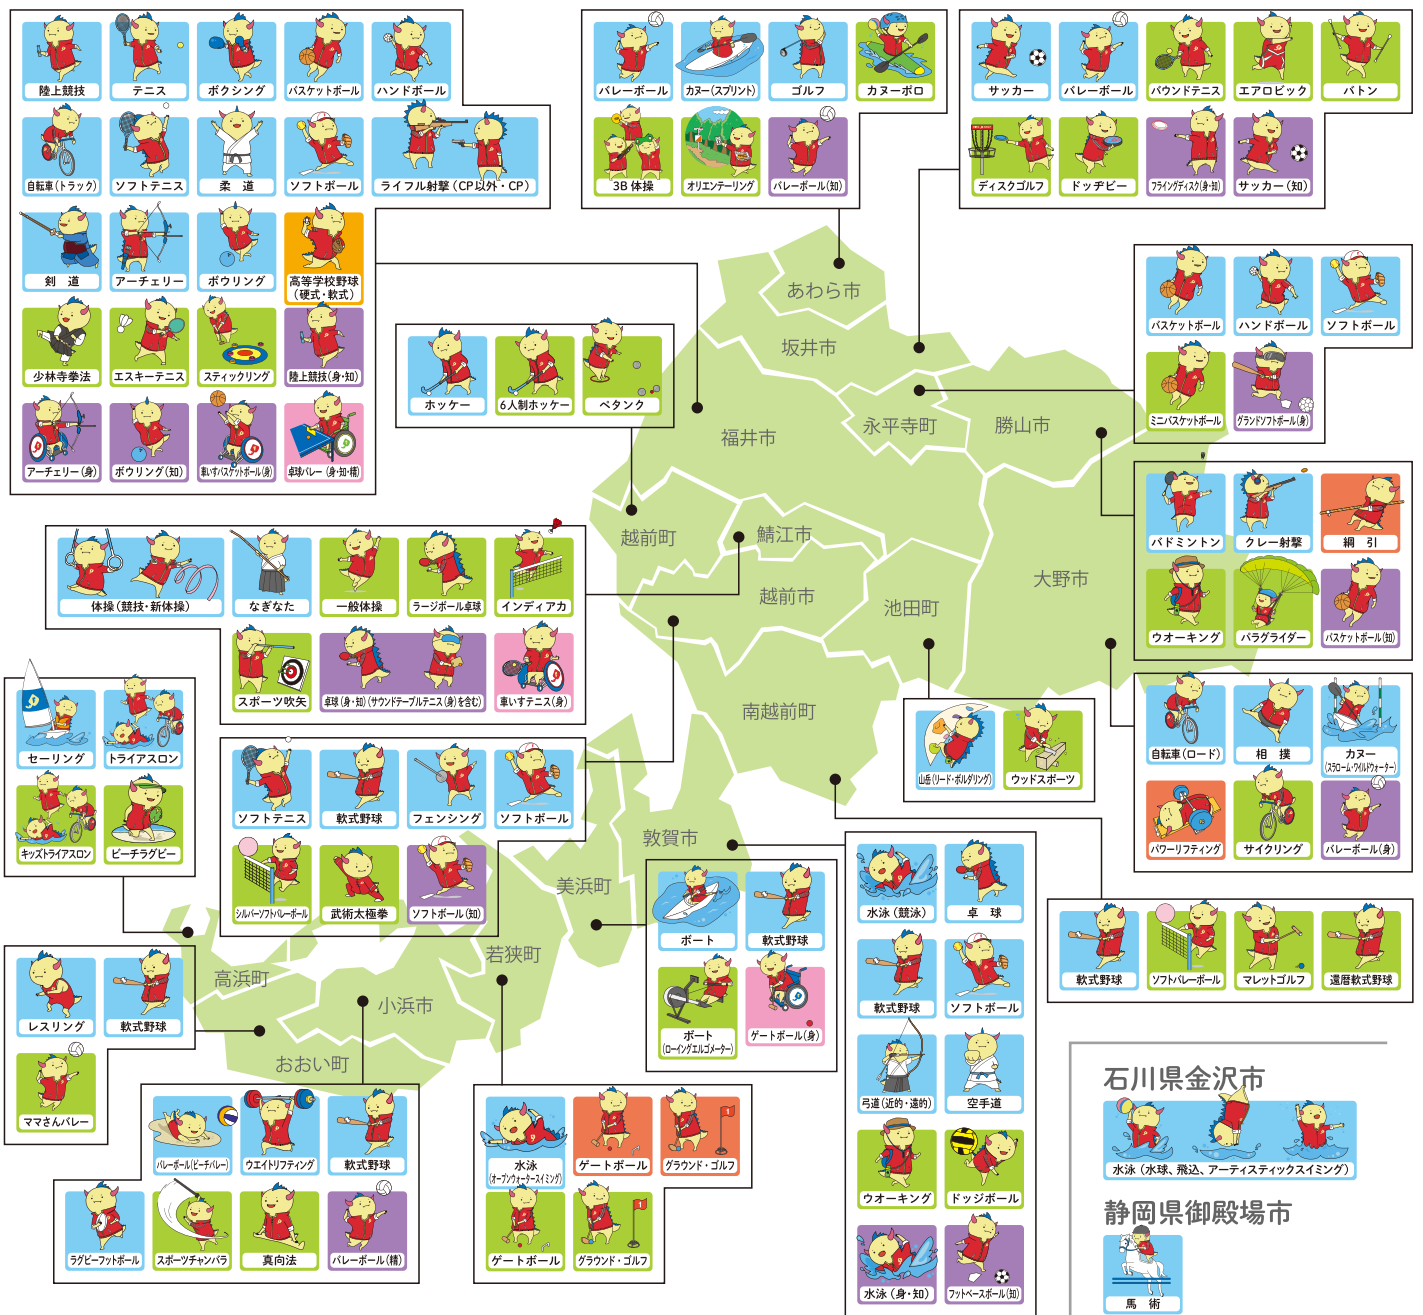 陸上競技
テニス
ボクシング
バスケットボール
ハンドボール
自転車(トラック)
ソフトテニス
柔道
ソフトボール
ライフル射撃(CP以外・CP)
剣道
アーチェリー
ボウリング
高等学校野球
(硬式・軟式)
少林寺拳法
エスキーテニス
スティックリング
陸上競技(身・知)
アーチェリー(身)
ボウリング(知)
車いすバスケットボール(身)
卓球バレー(身・知・精)
バレーボール
カヌー(スプリント)
ゴルフ
カヌーポロ
3B体操
オリエンテーリング
バレーボール(知)
サッカー
バレーボール
バウンドテニス
エアロビック
バトン
ディスクゴルフ
ドッヂビー
フライングディスク(身・知)
サッカー(知)
バスケットボール
ハンドボール
ソフトボール
ミニバスケットボール
グランドソフトボール(身)
ホッケー
6人制ホッケー
ペタンク
バドミントン
クレー射撃
綱引
ウオーキング
パラグライダー
バスケットボール(知)
体操(競技・新体操)
なぎなた
一般体操
ラージボール卓球
インディアカ
スポーツ吹矢
卓球(身・知)(サウンドテーブルテニス(身)を含む)
車いすテニス(身)
あわら市
坂井市
福井市
永平寺町
勝山市
越前町
鯖江市
越前市
池田町
大野市
南越前町
敦賀市
美浜町
若狭町
高浜町
小浜市
おおい町
セーリング
トライアスロン
キッズトライアスロン
ビーチラグビー
ソフトテニス
軟式野球
フェンシング
ソフトボール
シルバーソフトバレーボール
武術太極拳
ソフトボール(知)
山岳(リード・ボルダリング)
ウッドスポーツ
自転車(ロード)
相撲
カヌー
(スラローム・ワイルドウォーター)
パワーリフティング
サイクリング
バレーボール(身)
ボート
軟式野球
ボート
(ローイングエルゴメーター)
ゲートボール(身)
水泳(競泳)
卓球
軟式野球
ソフトボール
弓道(近的・遠的)
空手道
ウオーキング
ドッジボール
水泳(身・知)
フットベースボール(知)
軟式野球
ソフトバレーボール
マレットゴルフ
還暦軟式野球
レスリング
軟式野球
ママさんバレー
バレーボール(ビーチバレー)
ウエイトリフティング
軟式野球
ラグビーフットボール
スポーツチャンバラ
真向法
バレーボール(精)
水泳
(オープンウォータースイミング)
ゲートボール
グラウンド・ゴルフ
ゲートボール
グラウンド・ゴルフ
石川県金沢市
水泳(水球、飛込、アーティスティックスイミング)
静岡県御殿場市
馬術